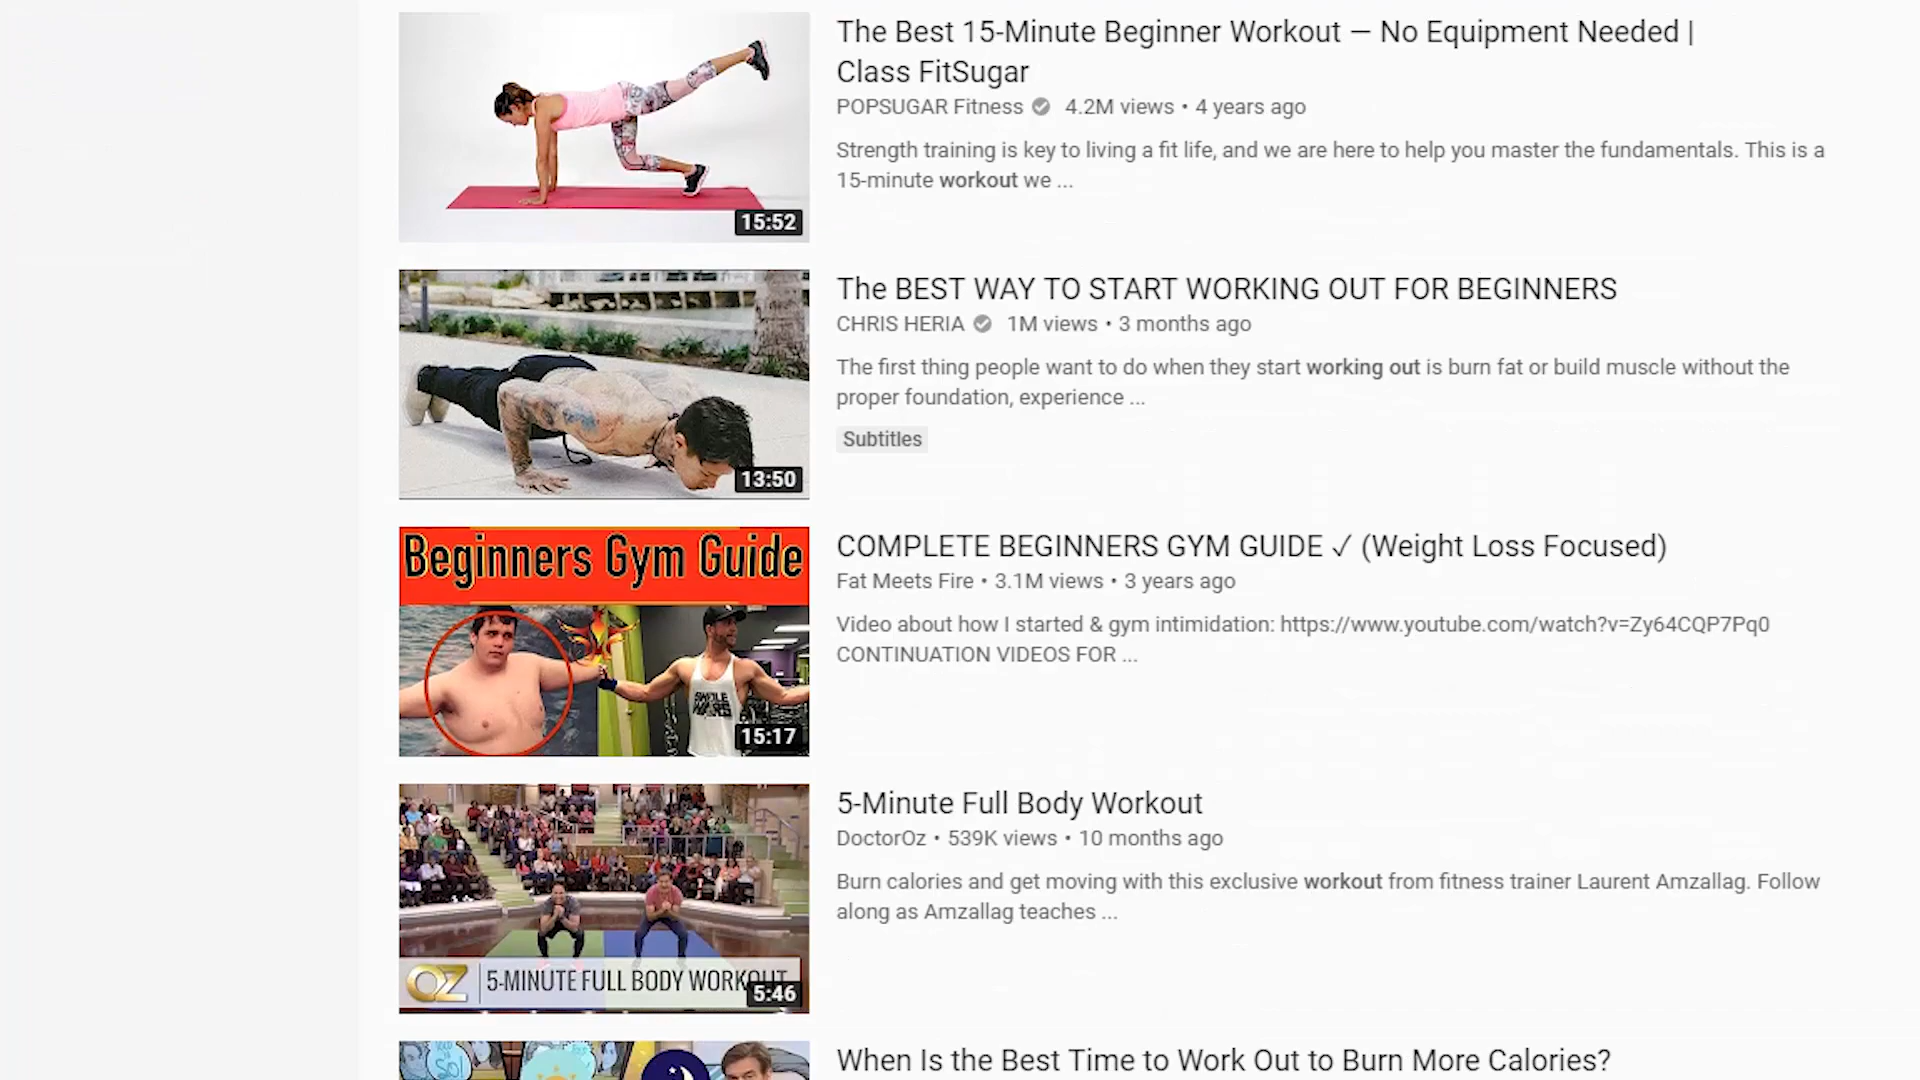 The Best 15-Minute Beginner Workout — No Equipment Needed |
Class FitSugar
POPSUGAR Fitness 4.2M views • 4 years ago
Strength training is key to living a fit life, and we are here to help you master the fundamentals. This is a
15-minute workout we ...
15:52
The BEST WAY TO START WORKING OUT FOR BEGINNERS
CHRIS HERIA 1M views • 3 months ago
The first thing people want to do when they start working out is burn fat or build muscle without the
proper foundation, experience ...
Subtitles
13:50
Beginners Gym Guide
15:17
COMPLETE BEGINNERS GYM GUIDE ✓ (Weight Loss Focused)
Fat Meets Fire • 3.1M views • 3 years ago
Video about how I started & gym intimidation: https://www.youtube.com/watch?v=Zy64CQP7Pq0
CONTINUATION VIDEOS FOR ...
OZ 5-MINUTE FULL BODY WORKOUT
5:46
5-Minute Full Body Workout
DoctorOz • 539K views • 10 months ago
Burn calories and get moving with this exclusive workout from fitness trainer Laurent Amzallag. Follow
along as Amzallag teaches ...
When Is the Best Time to Work Out to Burn More Calories?